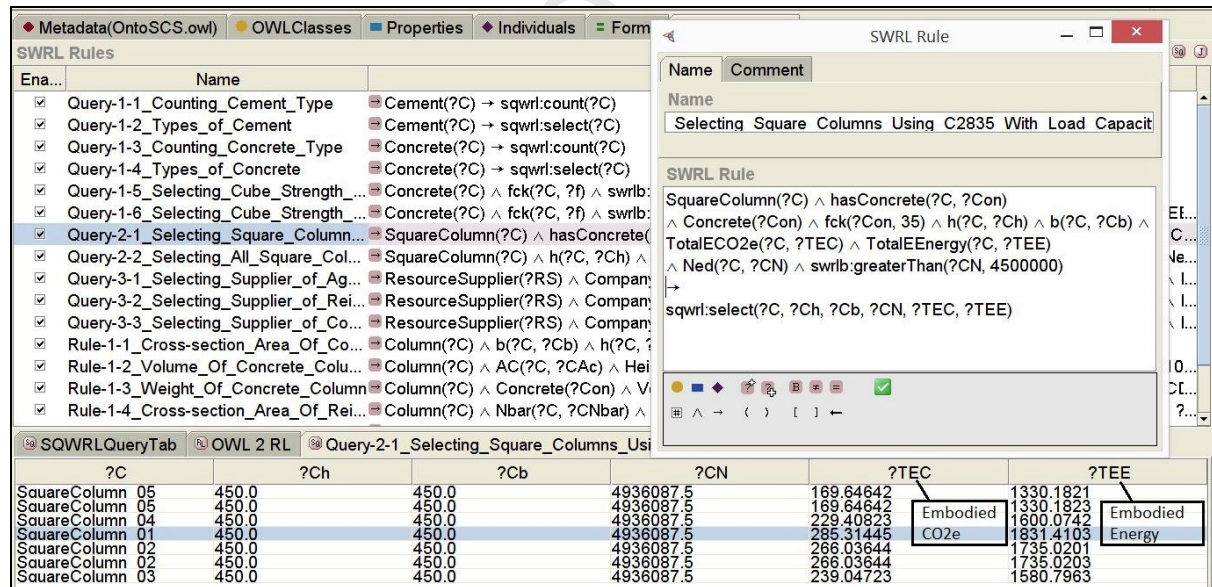 Metadata(OntoSCS.owl) OWLClasses Properties Individuals Form
SWRL Rules
Ena... Name
Query-1-1_Counting_Cement_Type Cement(?C) → sqwrl:count(?C)
Query-1-2_Types_of_Cement Cement(?C) → sqwrl:select(?C)
Query-1-3_Counting_Concrete_Type Concrete(?C) → sqwrl:count(?C)
Query-1-4_Types_of_Concrete Concrete(?C) → sqwrl:select(?C)
Query-1-5_Selecting_Cube_Strength_... Concrete(?C) ∧ fck(?C, ?f) ∧ swrlb:
Query-1-6_Selecting_Cube_Strength_... Concrete(?C) ∧ fck(?C, ?f) ∧ swrlb:
Query-2-1_Selecting_Square_Column... SquareColumn(?C) ∧ hasConcrete(
Query-2-2_Selecting_All_Square_Col... SquareColumn(?C) ∧ h(?C, ?Ch) ∧
Query-3-1_Selecting_Supplier_of_Ag... ResourceSupplier(?RS) ∧ Company
Query-3-2_Selecting_Supplier_of_Rei... ResourceSupplier(?RS) ∧ Company
Query-3-3_Selecting_Supplier_of_Co... ResourceSupplier(?RS) ∧ Company
Rule-1-1_Cross-section_Area_Of_Co... Column(?C) ∧ b(?C, ?Cb) ∧ h(?C, ?
Rule-1-2_Volume_Of_Concrete_Colu... Column(?C) ∧ AC(?C, ?CAc) ∧ Hei
Rule-1-3_Weight_Of_Concrete_Column Column(?C) ∧ Concrete(?Con) ∧ V
Rule-1-4_Cross-section_Area_Of_Rei... Column(?C) ∧ Nbar(?C, ?CNbar) ∧
SWRL Rule
Name Comment
Name
Selecting Square Columns Using C2835 With Load Capacit
SWRL Rule
SquareColumn(?C) ∧ hasConcrete(?C, ?Con)
∧ Concrete(?Con) ∧ fck(?Con, 35) ∧ h(?C, ?Ch) ∧ b(?C, ?Cb) ∧
TotalECO2e(?C, ?TEC) ∧ TotalEEnergy(?C, ?TEE)
∧ Ned(?C, ?CN) ∧ swrlb:greaterThan(?CN, 4500000)
→
sqwrl:select(?C, ?Ch, ?Cb, ?CN, ?TEC, ?TEE)
∧ → ( ) [ ] ←
SQWRLQueryTab OWL 2 RL Query-2-1_Selecting_Square_Columns_Usi
?C ?Ch ?Cb ?CN ?TEC ?TEE
SquareColumn_05 450.0 450.0 4936087.5 169.64642 1330.1821
SquareColumn_05 450.0 450.0 4936087.5 169.64642 1330.1823
SquareColumn_04 450.0 450.0 4936087.5 229.40823 1600.0742
SquareColumn_01 450.0 450.0 4936087.5 285.31445 1831.4103
SquareColumn_02 450.0 450.0 4936087.5 266.03644 1735.0201
SquareColumn_02 450.0 450.0 4936087.5 266.03644 1735.0203
SquareColumn_03 450.0 450.0 4936087.5 239.04723 1580.7963
Embodied
CO2e
Embodied
Energy